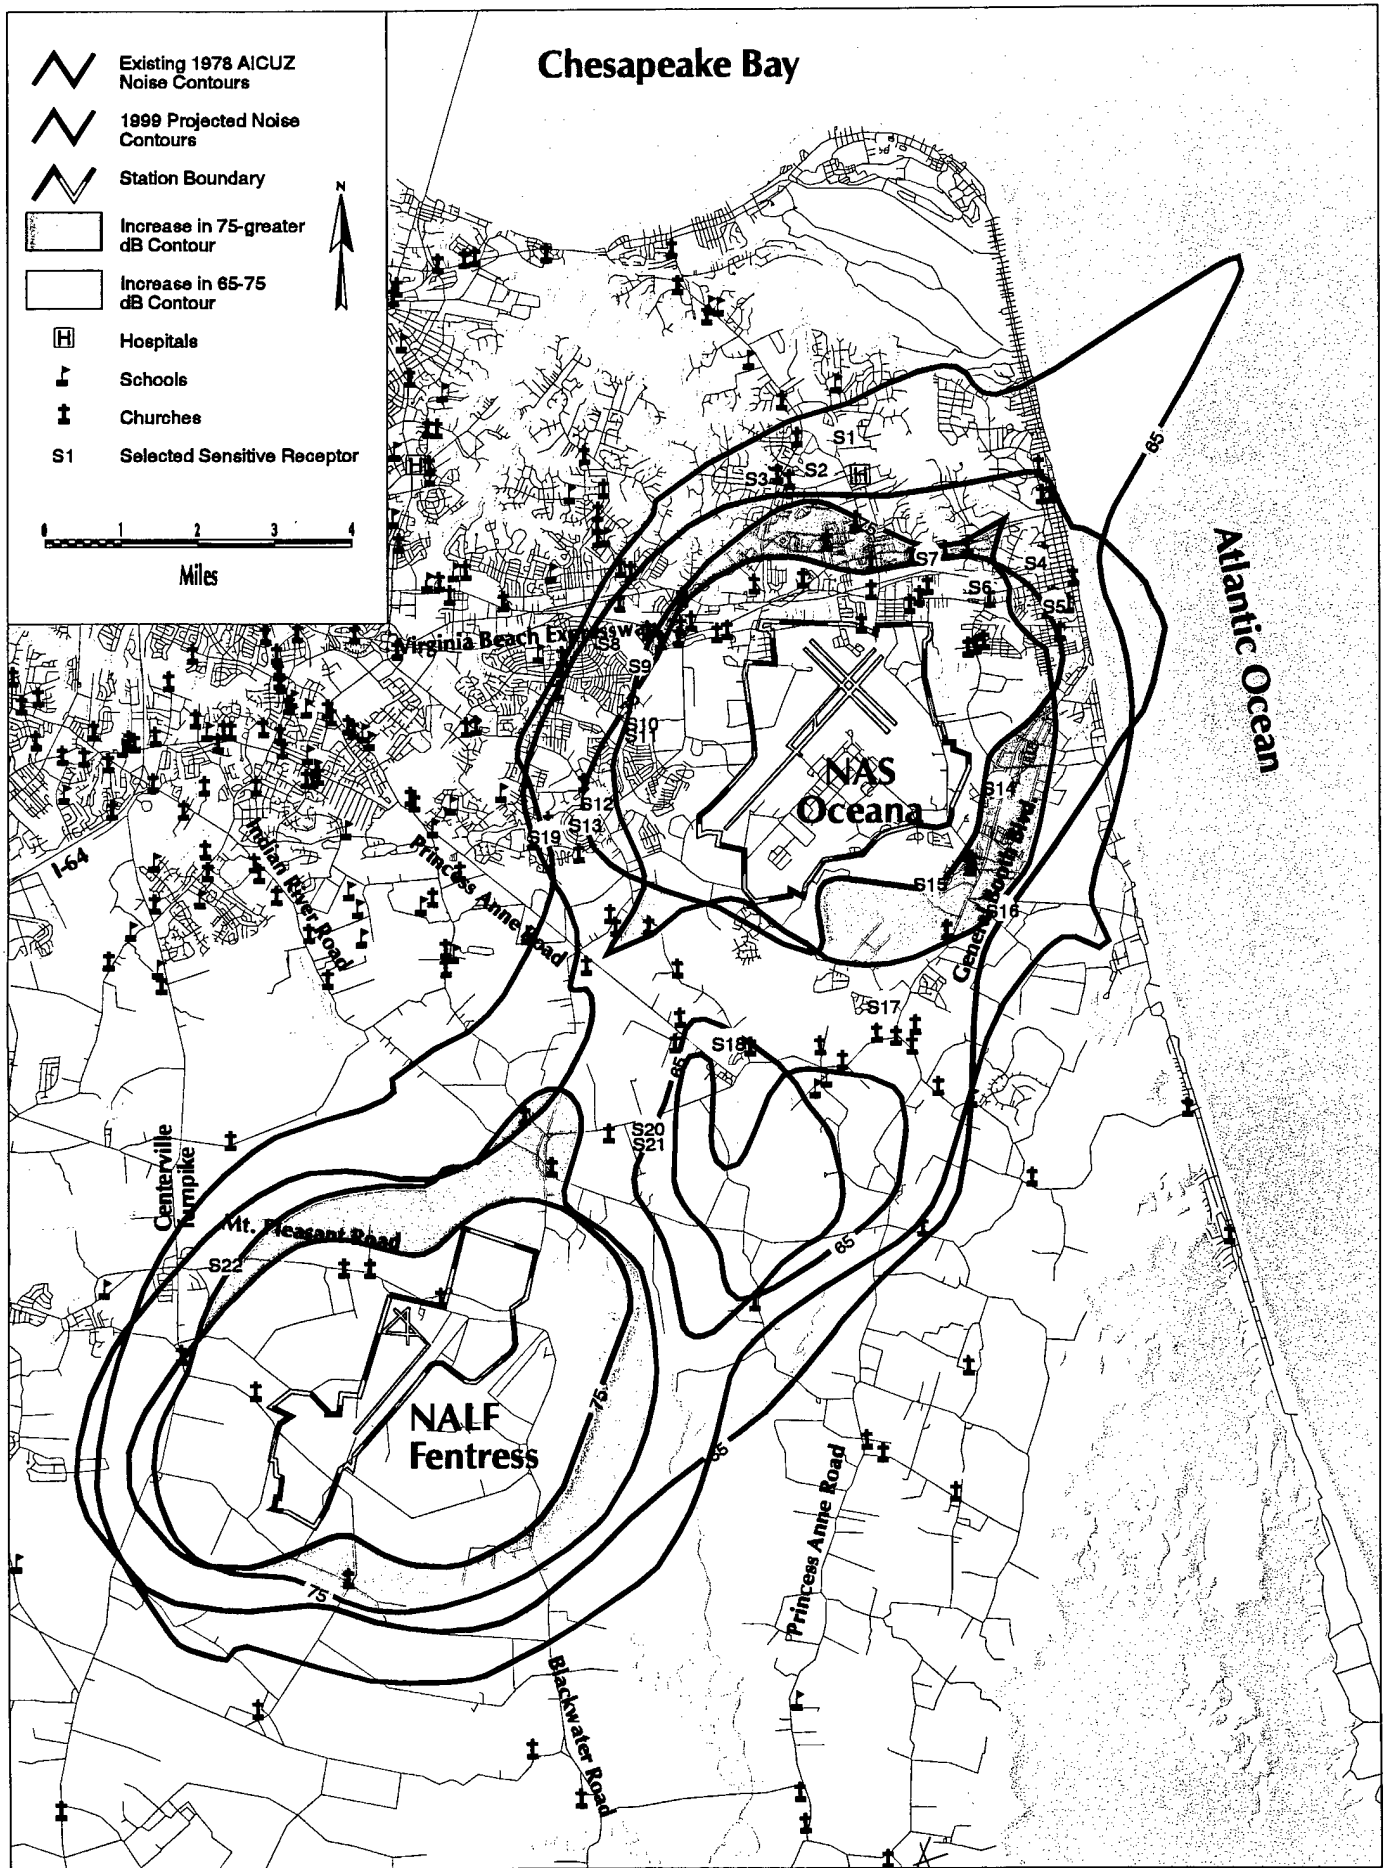 Existing 1978 AICUZ
Noise Contours
1999 Projected Noise
Contours
Station Boundary
Increase in 75-greater
dB Contour
Increase in 65-75
dB Contour
Hospitals
Schools
Churches
S1 Selected Sensitive Receptor
N
H
0 1 2 3 4
Miles
Chesapeake Bay
Atlantic Ocean
65
S1
S2
S3
H
H
75
S7
S4
S6
S5
Virginia Beach Expressway
S8
S9
S10
S11
NAS
Oceana
S14
S12
S13
S19
S15
S16
General Booth Blvd.
I-64
Indian River
Road
Princess Anne Road
S17
S18
65
S20
S21
Centerville
Turnpike
Mt. Pleasant Road
S22
65
75
NALF
Fentress
65
Princess Anne Road
75
Blackwater Road